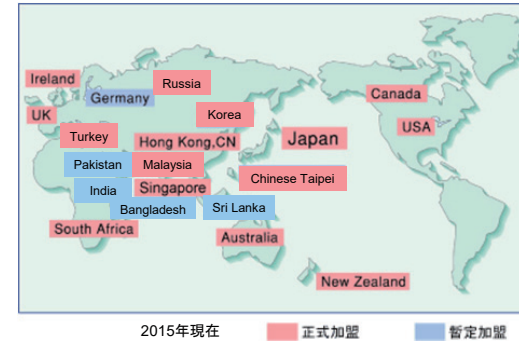 Ireland
Russia
Germany
Canada
UK
Korea
USA
Turkey
Hong Kong,CN
Japan
Pakistan
Malaysia
Chinese Taipei
India
Singapore
Bangladesh
Sri Lanka
South Africa
Australia
New Zealand
2015年現在
正式加盟
暂定加盟